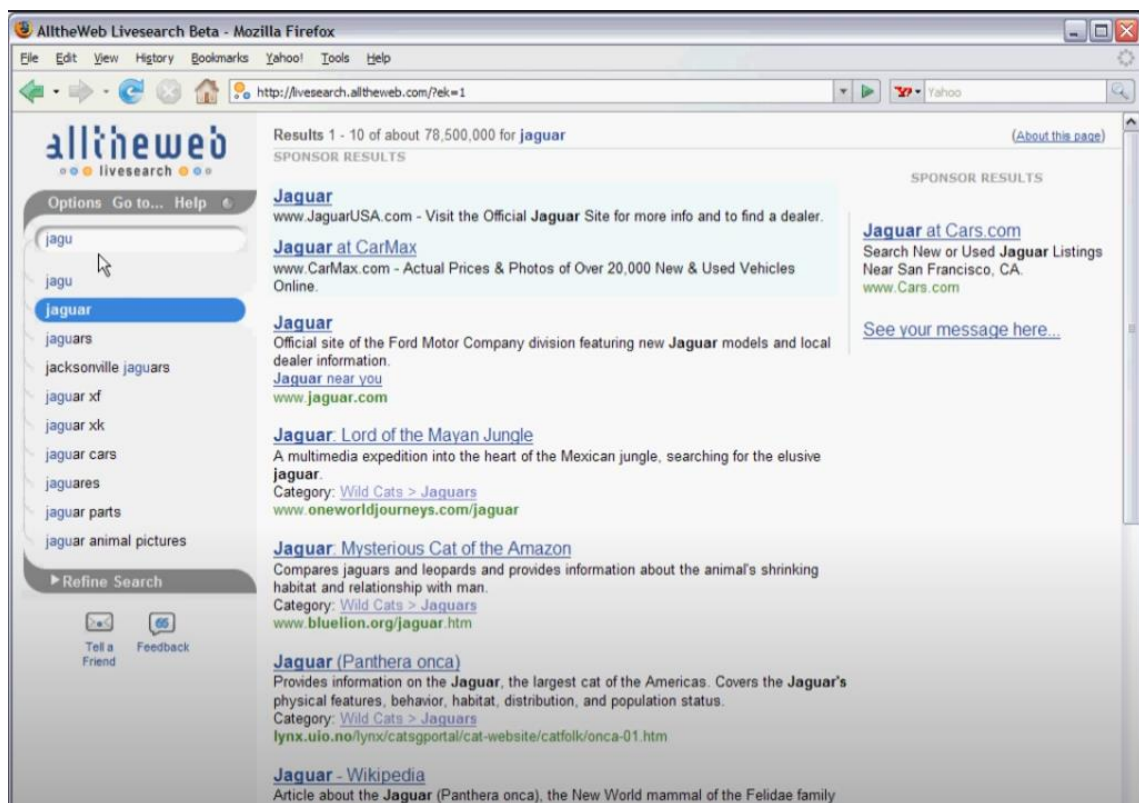 AlltheWeb Livesearch Beta - Mozilla Firefox
File Edit View History Bookmarks Yahoo! Tools Help
http://livesearch.alltheweb.com/?ek=1
Yahoo
alltheweb
livesearch
Options Go to... Help
jagu
jagu
jaguar
jaguars
jacksonville jaguars
jaguar xf
jaguar xk
jaguar cars
jaguares
jaguar parts
jaguar animal pictures
Refine Search
Tell a
Friend
Feedback
Results 1 - 10 of about 78,500,000 for jaguar
(About this page)
SPONSOR RESULTS
Jaguar
www.JaguarUSA.com - Visit the Official Jaguar Site for more info and to find a dealer.
Jaguar at CarMax
www.CarMax.com - Actual Prices & Photos of Over 20,000 New & Used Vehicles
Online.
Jaguar
Official site of the Ford Motor Company division featuring new Jaguar models and local
dealer information.
Jaguar near you
www.jaguar.com
Jaguar: Lord of the Mayan Jungle
A multimedia expedition into the heart of the Mexican jungle, searching for the elusive
jaguar.
Category: Wild Cats > Jaguars
www.oneworldjourneys.com/jaguar
Jaguar: Mysterious Cat of the Amazon
Compares jaguars and leopards and provides information about the animal's shrinking
habitat and relationship with man.
Category: Wild Cats > Jaguars
www.bluelion.org/jaguar.htm
Jaguar (Panthera onca)
Provides information on the Jaguar, the largest cat of the Americas. Covers the Jaguar's
physical features, behavior, habitat, distribution, and population status.
Category: Wild Cats > Jaguars
lynx.uio.no/lynx/catsgportal/cat-website/catfolk/onca-01.htm
Jaguar - Wikipedia
Article about the Jaguar (Panthera onca), the New World mammal of the Felidae family
SPONSOR RESULTS
Jaguar at Cars.com
Search New or Used Jaguar Listings
Near San Francisco, CA.
www.Cars.com
See your message here...